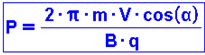 P = 2 · π · m · V · cos(α) / B · q